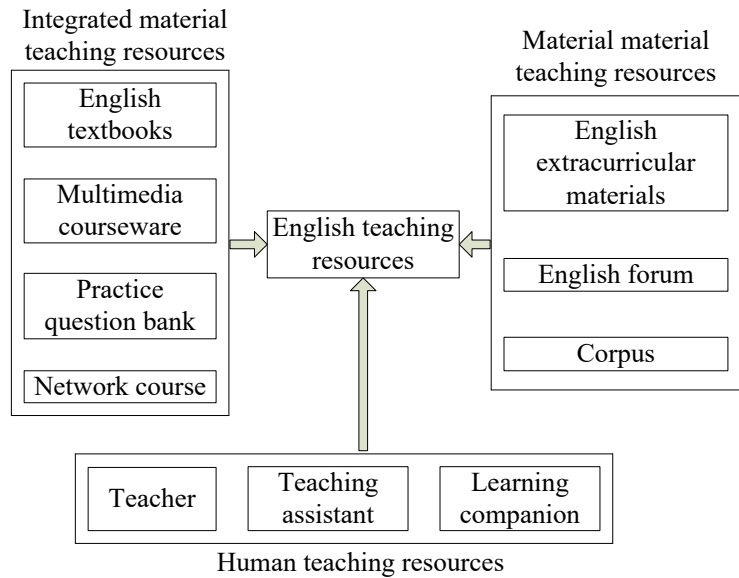 Integrated material
teaching resources
English
textbooks
Multimedia
courseware
Practice
question bank
Network course
English teaching
resources
Material material
teaching resources
English
extracurricular
materials
English forum
Corpus
Teacher
Teaching
assistant
Learning
companion
Human teaching resources